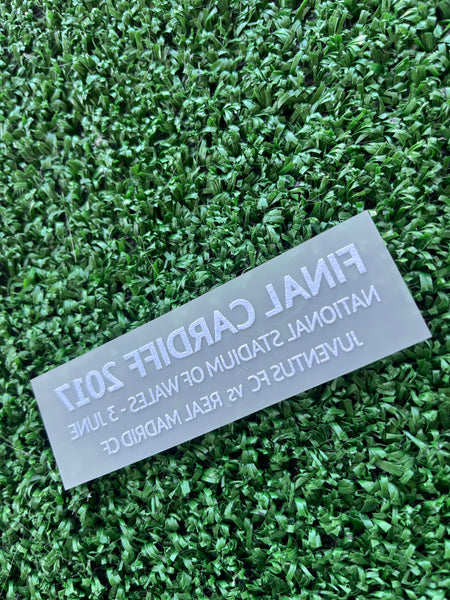 FINAL CARDIFF 2017
NATIONAL STADIUM OF WALES - 3 JUNE
JUVENTUS FC vs REAL MADRID CF